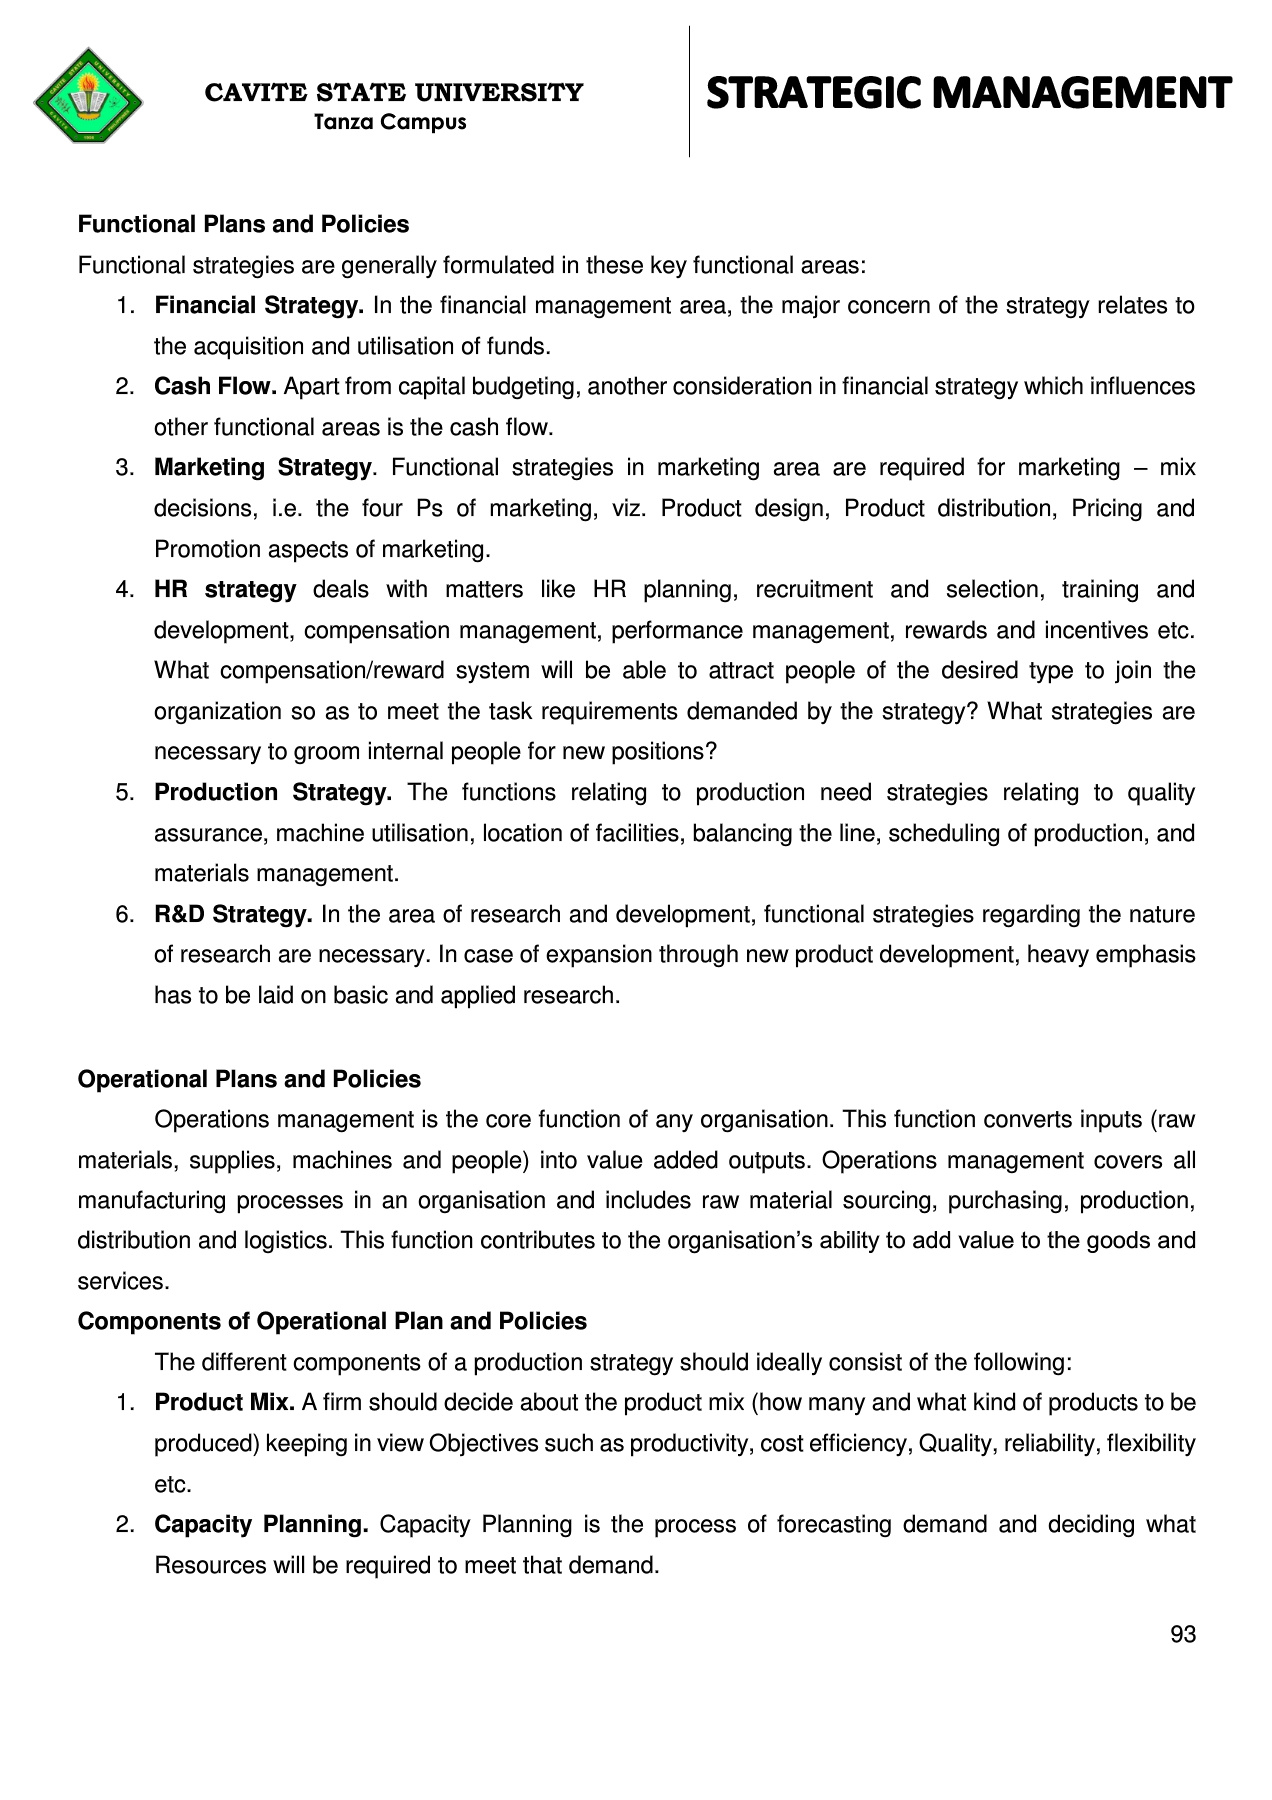 CAVITE STATE UNIVERSITY
Tanza Campus
STRATEGIC MANAGEMENT
Functional Plans and Policies
Functional strategies are generally formulated in these key functional areas:
1. Financial Strategy. In the financial management area, the major concern of the strategy relates to
the acquisition and utilisation of funds.
2. Cash Flow. Apart from capital budgeting, another consideration in financial strategy which influences
other functional areas is the cash flow.
3. Marketing Strategy. Functional strategies in marketing area are required for marketing – mix
decisions, i.e. the four Ps of marketing, viz. Product design, Product distribution, Pricing and
Promotion aspects of marketing.
4. HR strategy deals with matters like HR planning, recruitment and selection, training and
development, compensation management, performance management, rewards and incentives etc.
What compensation/reward system will be able to attract people of the desired type to join the
organization so as to meet the task requirements demanded by the strategy? What strategies are
necessary to groom internal people for new positions?
5. Production Strategy. The functions relating to production need strategies relating to quality
assurance, machine utilisation, location of facilities, balancing the line, scheduling of production, and
materials management.
6. R&D Strategy. In the area of research and development, functional strategies regarding the nature
of research are necessary. In case of expansion through new product development, heavy emphasis
has to be laid on basic and applied research.
Operational Plans and Policies
Operations management is the core function of any organisation. This function converts inputs (raw
materials, supplies, machines and people) into value added outputs. Operations management covers all
manufacturing processes in an organisation and includes raw material sourcing, purchasing, production,
distribution and logistics. This function contributes to the organisation’s ability to add value to the goods and
services.
Components of Operational Plan and Policies
The different components of a production strategy should ideally consist of the following:
1. Product Mix. A firm should decide about the product mix (how many and what kind of products to be
produced) keeping in view Objectives such as productivity, cost efficiency, Quality, reliability, flexibility
etc.
2. Capacity Planning. Capacity Planning is the process of forecasting demand and deciding what
Resources will be required to meet that demand.
93